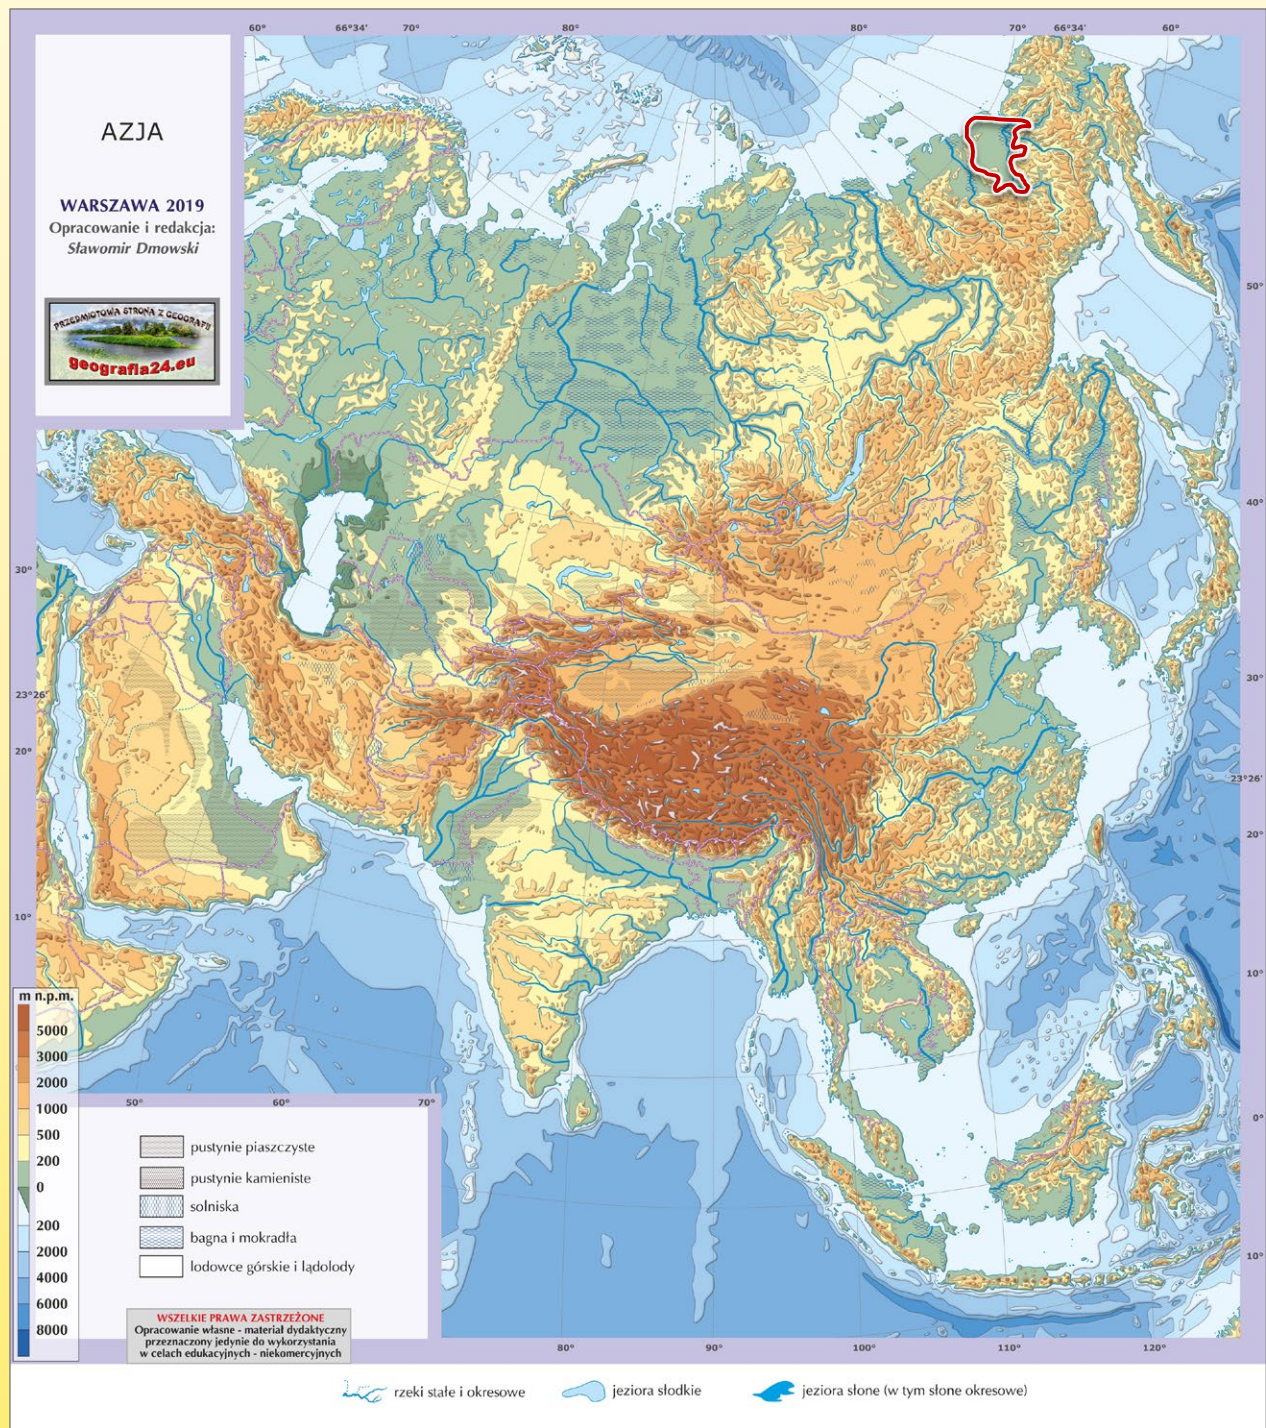 60° 66°34' 70° 80° 80° 70° 66°34' 60°
AZJA
WARSZAWA 2019
Opracowanie i redakcja:
Sławomir Dmowski
PRZEDMIOTOWA STRONA Z GEOGRAFII
geografia24.eu
50°
40°
30°
30°
23°26'
30°
20°
23°26'
20°
10°
10°
m n.p.m.
5000
3000
2000
1000
500
200
0
200
2000
4000
6000
8000
50° 60° 70°
0°
10°
pustynie piaszczyste
pustynie kamieniste
solniska
bagna i mokradła
lodowce górskie i lądolody
WSZELKIE PRAWA ZASTRZEŻONE
Opracowanie własne - materiał dydaktyczny
przeznaczony jedynie do wykorzystania
w celach edukacyjnych - niekomercyjnych
80° 90° 100° 110° 120°
rzeki stałe i okresowe
jeziora słodkie
jeziora słone (w tym słone okresowe)